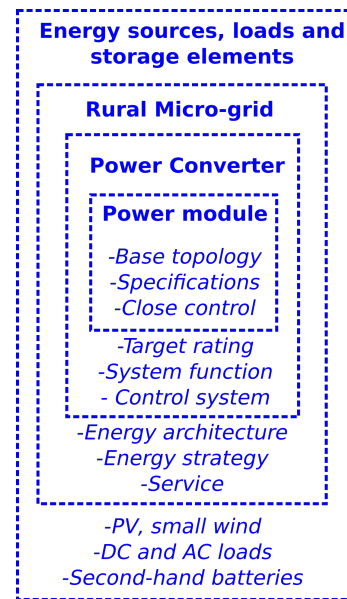 Energy sources, loads and
storage elements
Rural Micro-grid
Power Converter
Power module
-Base topology
-Specifications
-Close control
-Target rating
-System function
- Control system
-Energy architecture
-Energy strategy
-Service
-PV, small wind
-DC and AC loads
-Second-hand batteries